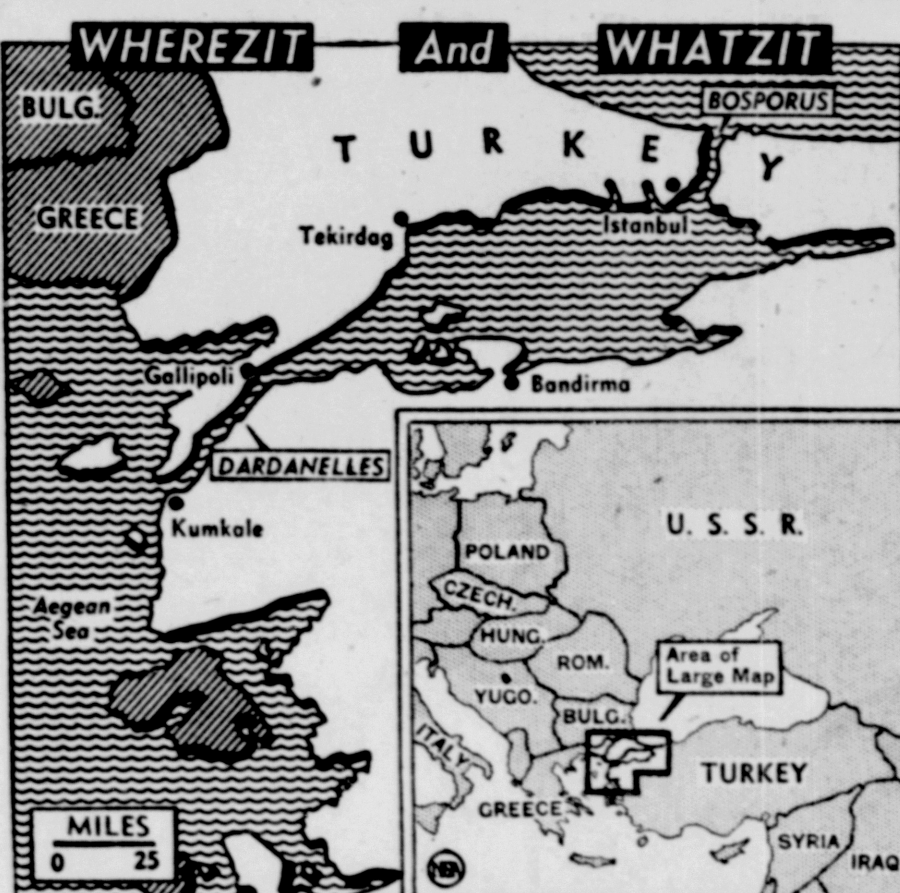 WHEREZIT And WHATZIT
BULG.
BOSPORUS
TURKEY
GREECE
Tekirdag
Istanbul
Gallipoli
Bandirma
DARDANELLES
Kumkale
Aegean
Sea
MILES
0 25
U. S. S. R.
POLAND
CZECH.
HUNG.
ROM.
Area of
Large Map
YUGO.
BULG.
ITALY
TURKEY
GREECE
SYRIA
IRAQ
NEA